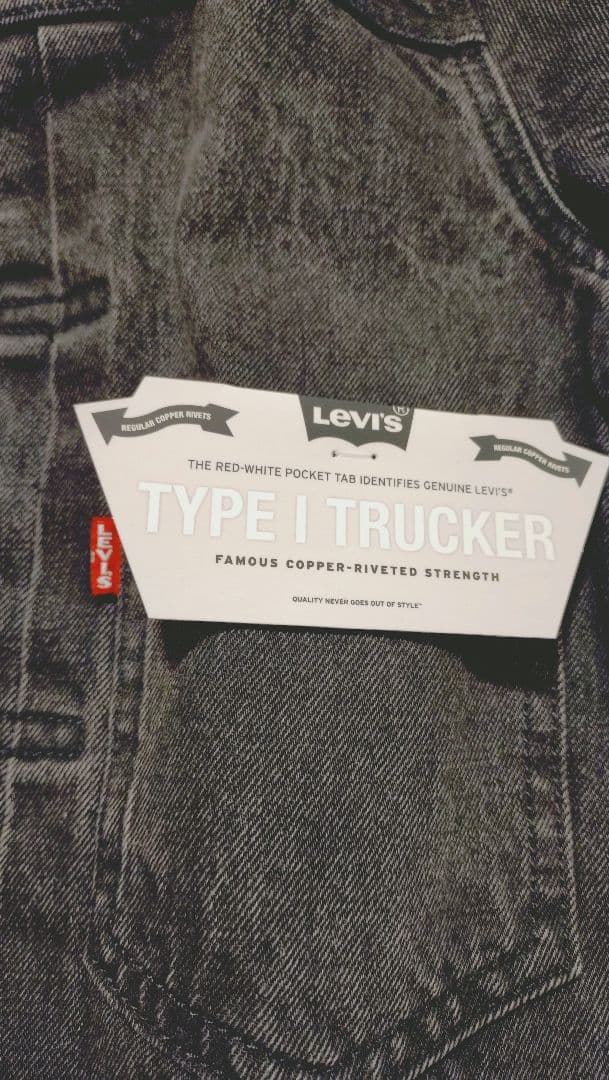 LEVI'S®
REGULAR COPPER RIVETS
REGULAR COPPER RIVETS
THE RED-WHITE POCKET TAB IDENTIFIES GENUINE LEVI'S®
TYPE I TRUCKER
FAMOUS COPPER-RIVETED STRENGTH
QUALITY NEVER GOES OUT OF STYLE™
LEVI'S